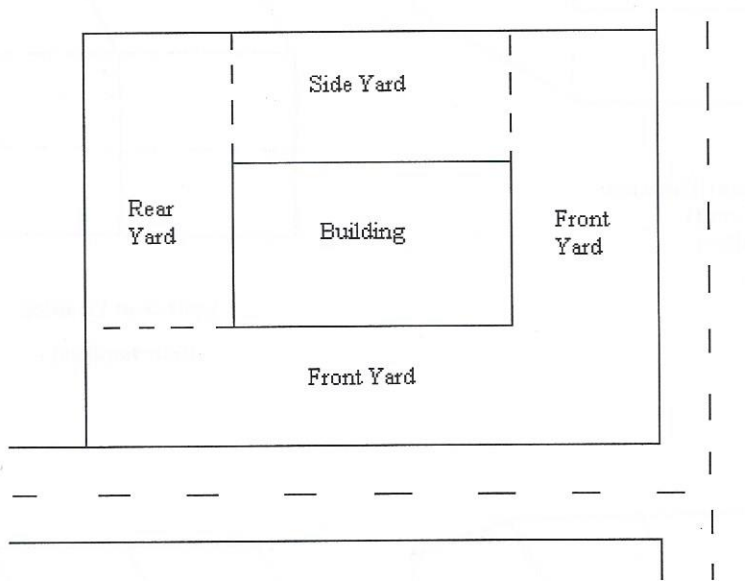 Side Yard
Rear
Yard
Building
Front
Yard
Front Yard